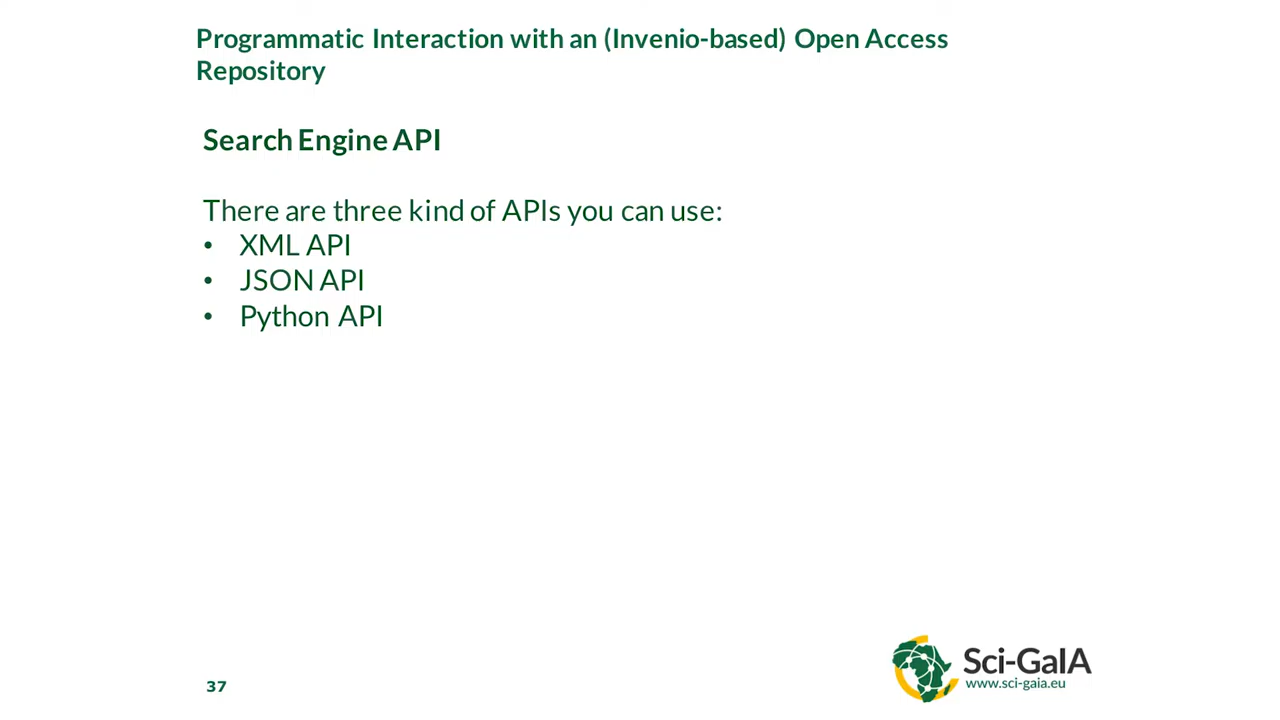 Programmatic Interaction with an (Invenio-based) Open Access
Repository
Search Engine API
There are three kind of APIs you can use:
• XML API
• JSON API
• Python API
37
Sci-GaIA
www.sci-gaia.eu